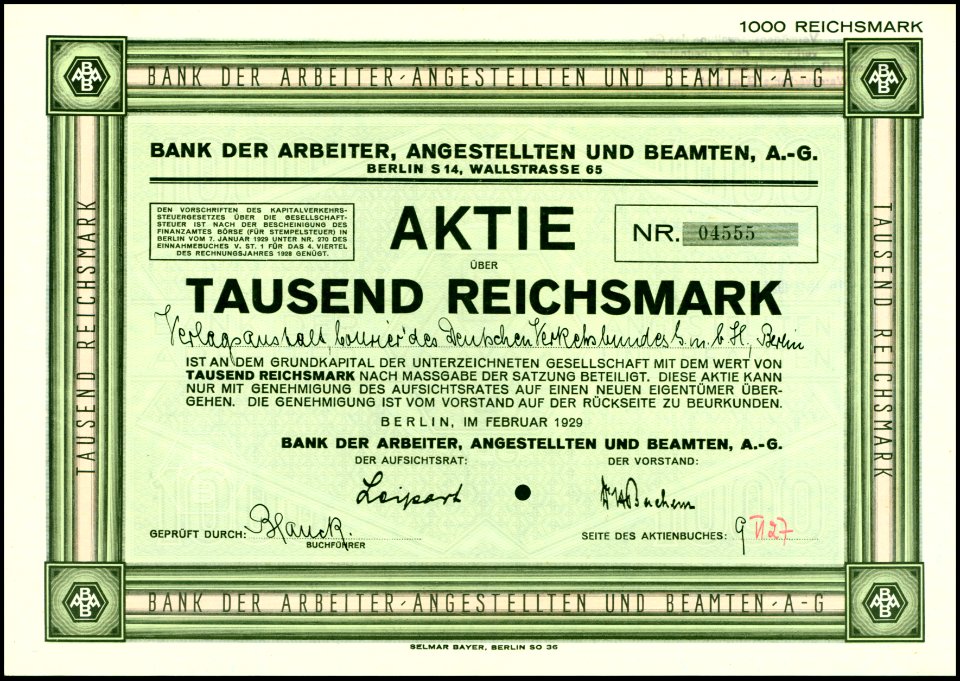 1000 REICHSMARK
BANK DER ARBEITER, ANGESTELLTEN UND BEAMTEN, A-G
BANK DER ARBEITER, ANGESTELLTEN UND BEAMTEN, A.-G.
BERLIN S 14, WALLSTRASSE 65
DEN VORSCHRIFTEN DES KAPITALVERKEHRS-
STEUERGESETZES ÜBER DIE GESELLSCHAFT-
STEUER IST NACH DER BESCHEINIGUNG DES
FINANZAMTES BÖRSE (FÜR STEMPELSTEUER) IN
BERLIN VOM 7. JANUAR 1929 UNTER NR. 270 DES
EINNAHMEBUCHES V. ST. 1 FÜR DAS 4. VIERTEL
DES RECHNUNGSJAHRES 1928 GENÜGT.
AKTIE
NR. 04555
ÜBER
TAUSEND REICHSMARK
Verlagsanstalt, bourier des Deutschen Verkehrsbundes G. m. b. H., Berlin
IST AN DEM GRUNDKAPITAL DER UNTERZEICHNETEN GESELLSCHAFT MIT DEM WERT VON
TAUSEND REICHSMARK NACH MASSGABE DER SATZUNG BETEILIGT. DIESE AKTIE KANN
NUR MIT GENEHMIGUNG DES AUFSICHTSRATES AUF EINEN NEUEN EIGENTÜMER ÜBER-
GEHEN. DIE GENEHMIGUNG IST VOM VORSTAND AUF DER RÜCKSEITE ZU BEURKUNDEN.
BERLIN, IM FEBRUAR 1929
BANK DER ARBEITER, ANGESTELLTEN UND BEAMTEN, A.-G.
DER AUFSICHTSRAT:
DER VORSTAND:
Leipart
Bachem
GEPRÜFT DURCH: Blauck.
BUCHFÜHRER
SEITE DES AKTIENBUCHES: 9 VI 27
TAUSEND REICHSMARK
TAUSEND REICHSMARK
BANK DER ARBEITER, ANGESTELLTEN UND BEAMTEN, A-G
SELMAR BAYER, BERLIN SO 36